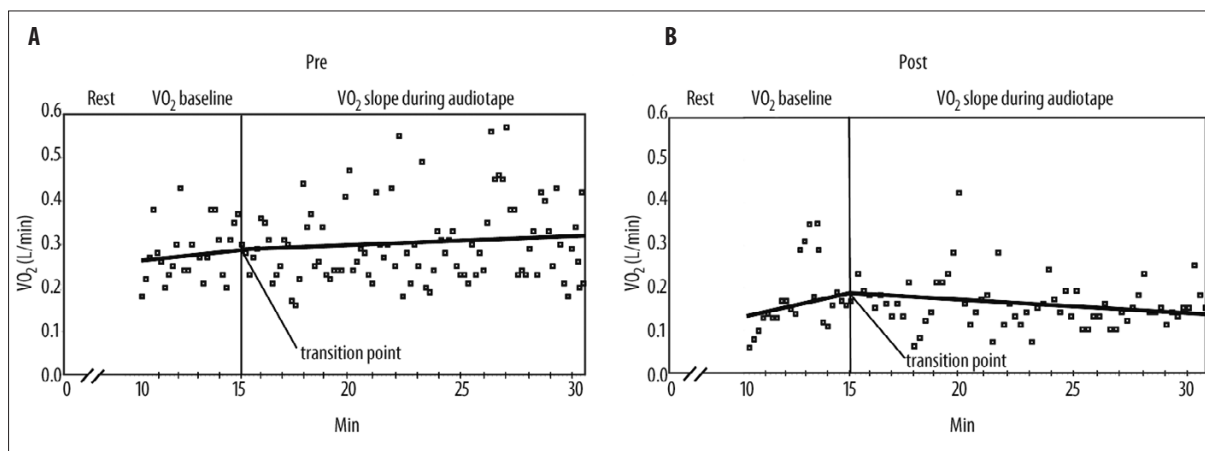 A
Pre
Rest VO₂ baseline VO₂ slope during audiotape
0.6
0.5
0.4
0.3
0.2
0.1
0.0
VO₂ (L/min)
transition point
0 10 15 20 25 30
Min
B
Post
Rest VO₂ baseline VO₂ slope during audiotape
0.6
0.5
0.4
0.3
0.2
0.1
0.0
VO₂ (L/min)
transition point
0 10 15 20 25 30
Min